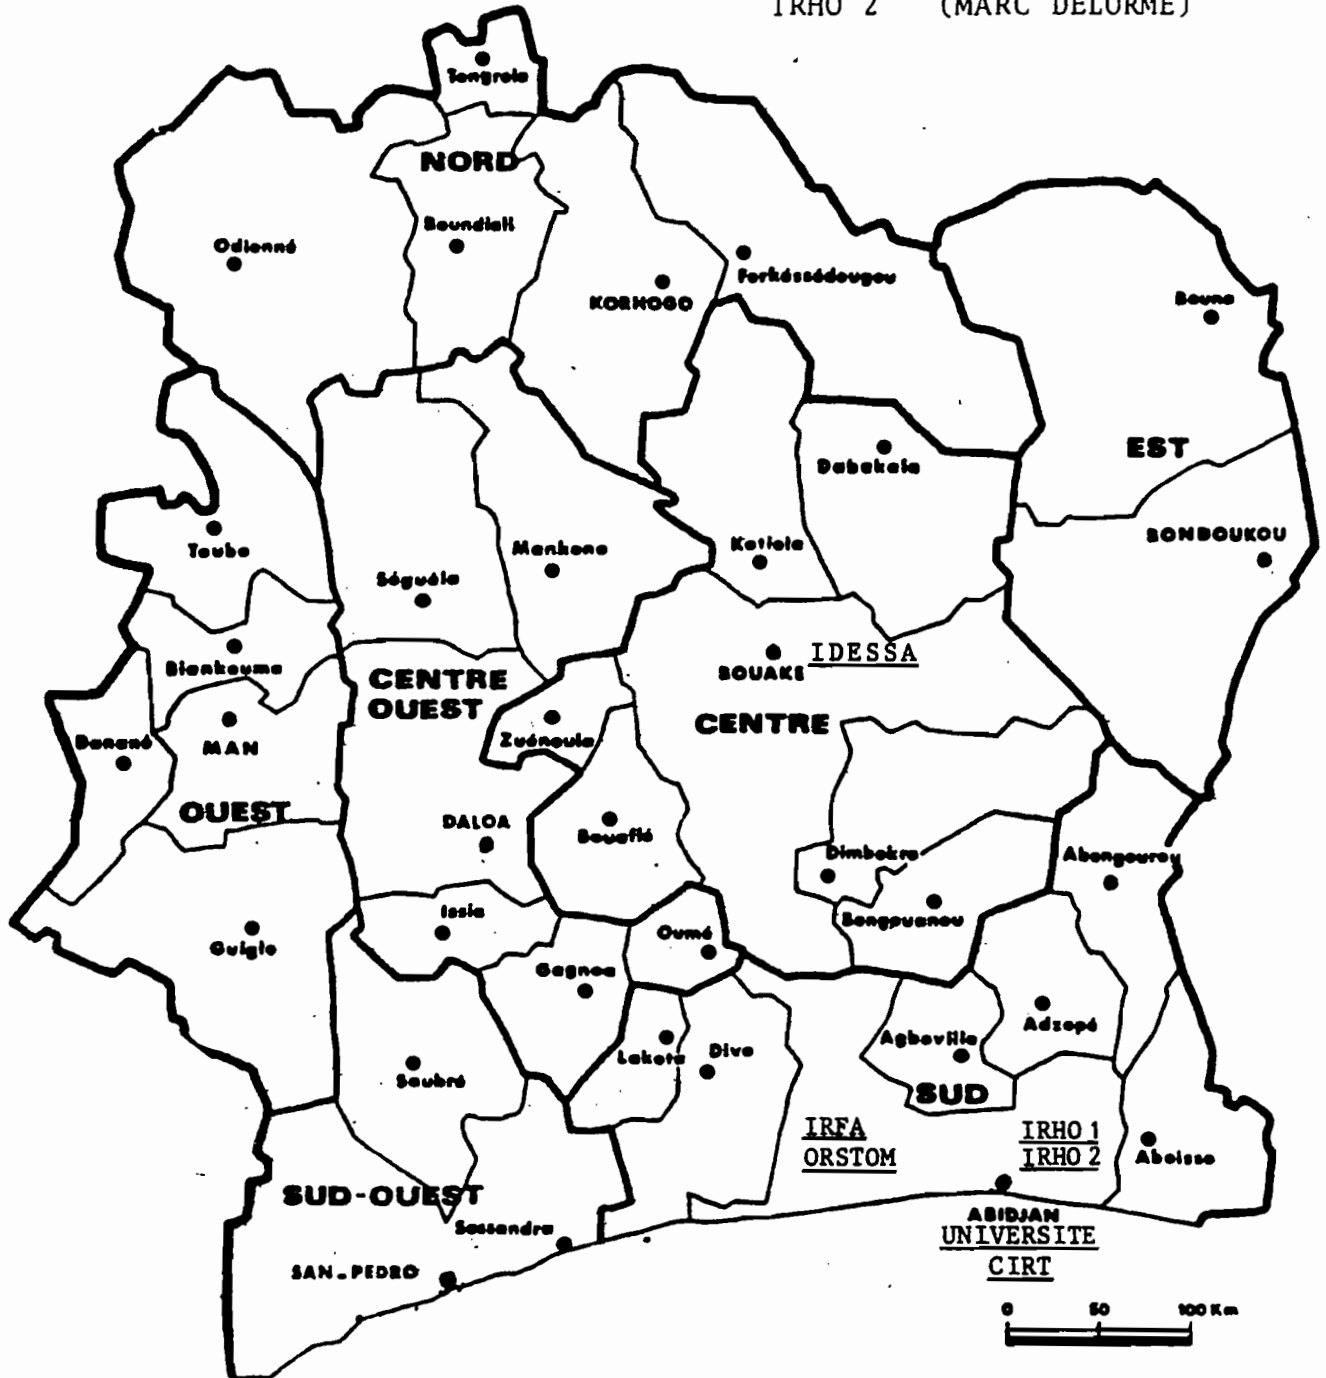 IRHO 2 (MARC DELORME)
Tengrela
NORD
Boundiali
Odienné
KORHOGO
Ferkéssédougou
Bouna
EST
Dabakala
BONDOUKOU
Touba
Mankono
Katiola
Séguéla
Biankouma
BOUAKE IDESSA
CENTRE
OUEST
CENTRE
Zuénoula
Danané
MAN
OUEST
DALOA
Bouaflé
Dimbokro
Abengourou
Issia
Bongouanou
Guiglo
Oumé
Gagnoa
Adzopé
Agboville
Lakota
Divo
Soubré
SUD
IRFA
ORSTOM
IRHO 1
IRHO 2
Aboisso
SUD-OUEST
Sassandra
ABIDJAN
UNIVERSITE
CIRT
SAN-PEDRO
0 50 100 Km